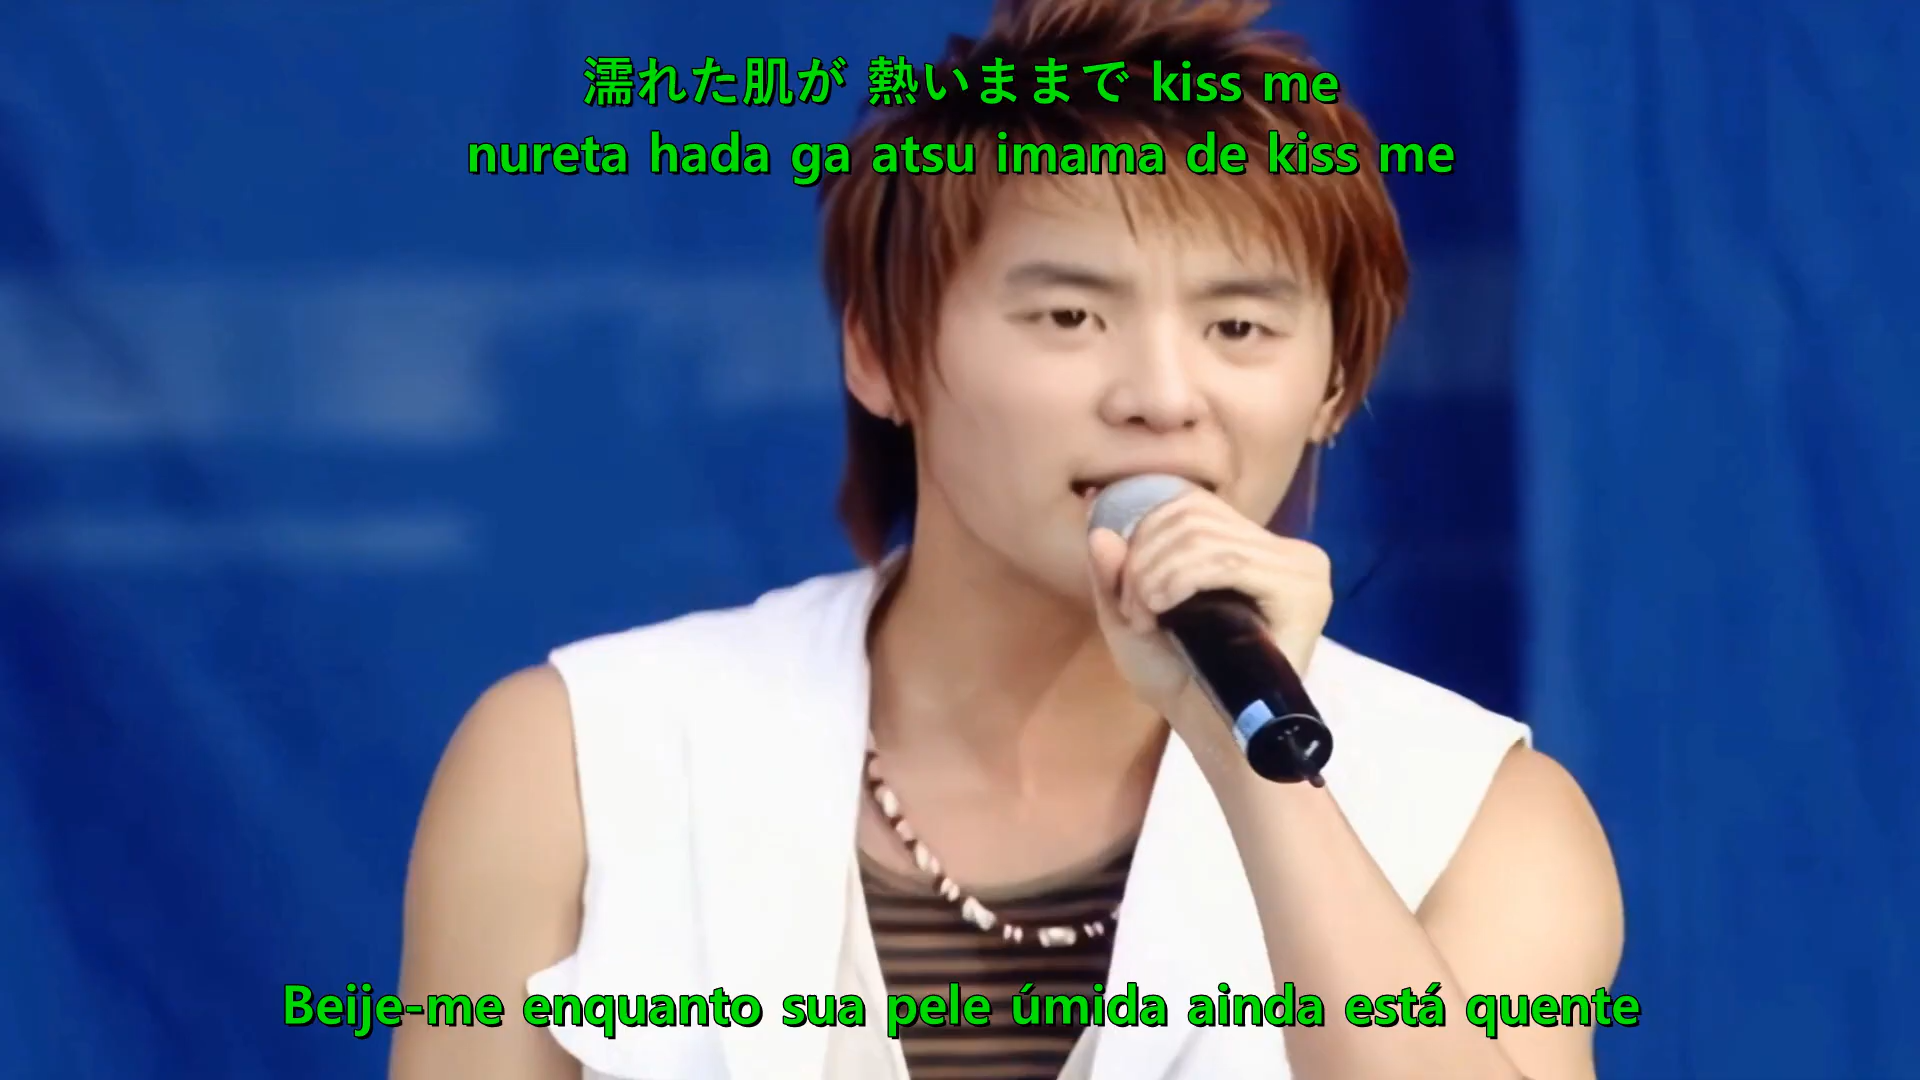 濡れた肌が 熱いままで kiss me
nureta hada ga atsu imama de kiss me
Beije-me enquanto sua pele úmida ainda está quente